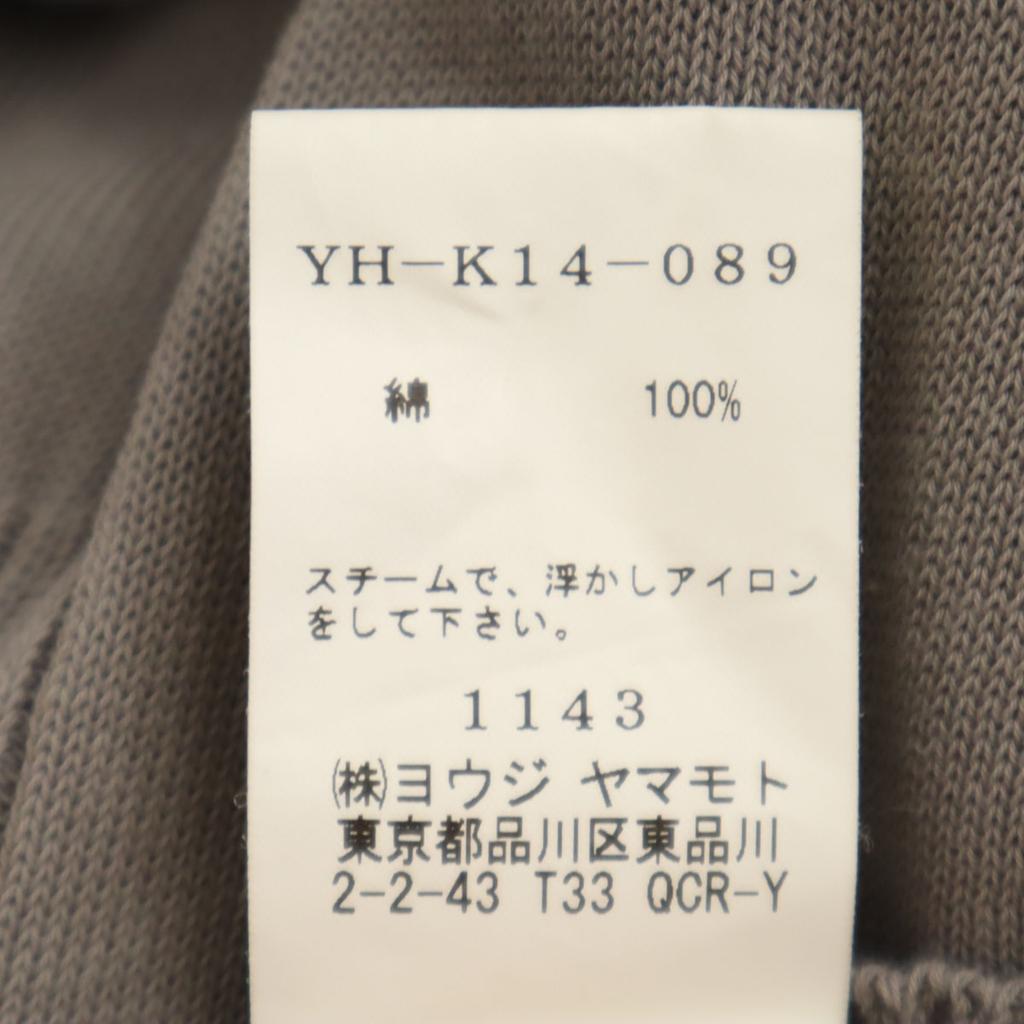 YH－K14－089
綿 100%
スチームで、浮かしアイロン
をして下さい。
1143
㈱ヨウジ ヤマモト
東京都品川区東品川
2-2-43 T33 QCR-Y